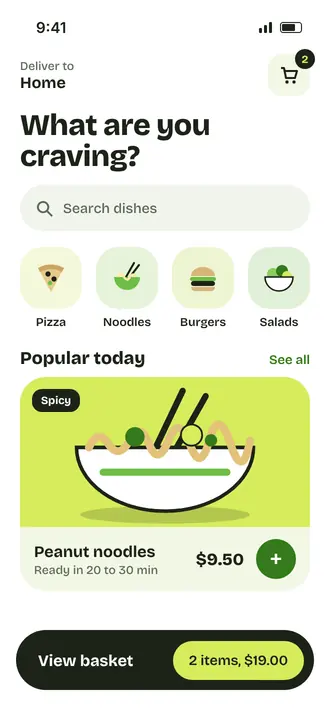 9:41
Deliver to
Home
2
What are you
craving?
Search dishes
Pizza
Noodles
Burgers
Salads
Popular today
See all
Spicy
Peanut noodles
Ready in 20 to 30 min
$9.50
+
View basket
2 items, $19.00